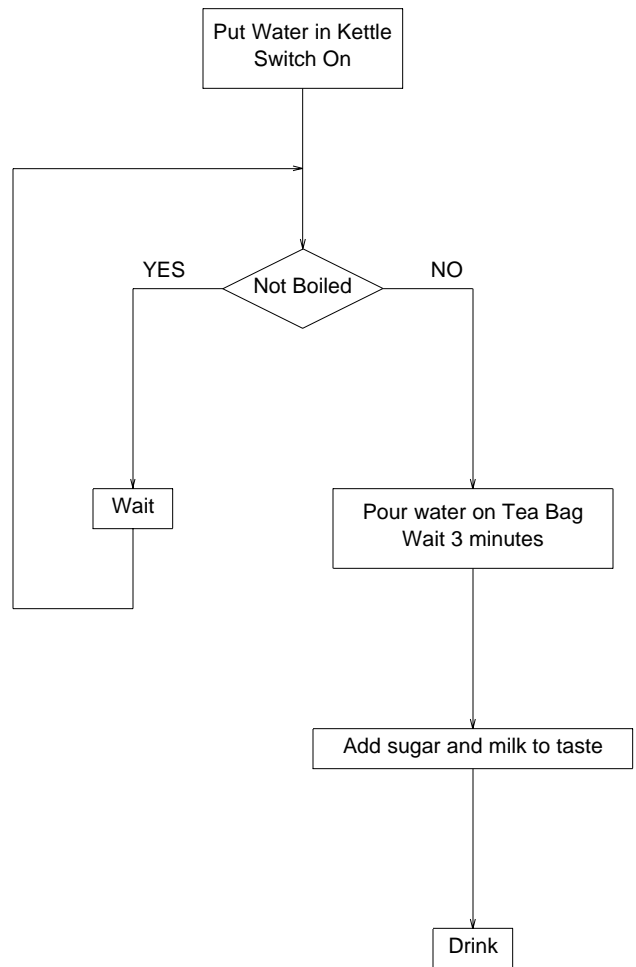 Put Water in Kettle
Switch On
YES
Not Boiled
NO
Wait
Pour water on Tea Bag
Wait 3 minutes
Add sugar and milk to taste
Drink